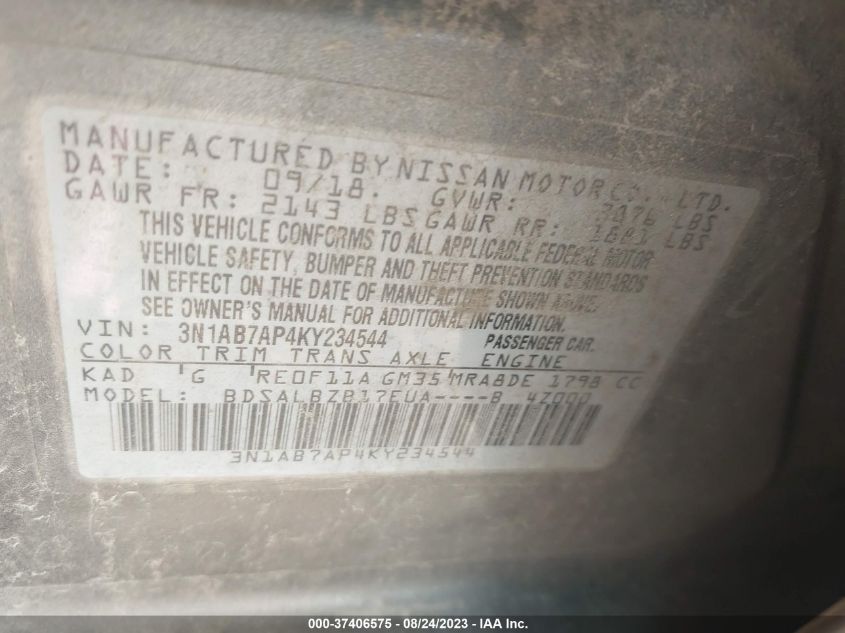 MANUFACTURED BY NISSAN MOTOR CO., LTD.
DATE: 09/18. GVWR: LBS
GAWR FR: 2143 LBS GAWR RR: LBS
THIS VEHICLE CONFORMS TO ALL APPLICABLE FEDERAL MOTOR
VEHICLE SAFETY, BUMPER AND THEFT PREVENTION STANDARDS
IN EFFECT ON THE DATE OF MANUFACTURE SHOWN ABOVE.
SEE OWNER'S MANUAL FOR ADDITIONAL INFORMATION.
VIN: 3N1AB7AP4KY234544 PASSENGER CAR.
COLOR TRIM TRANS AXLE ENGINE
KAD G RE0F11A GM35 MRA8DE 1798 CC
MODEL: BDSALBZB17EUA----B 4Z000
3N1AB7AP4KY234544
000-37406575 - 08/24/2023 - IAA Inc.